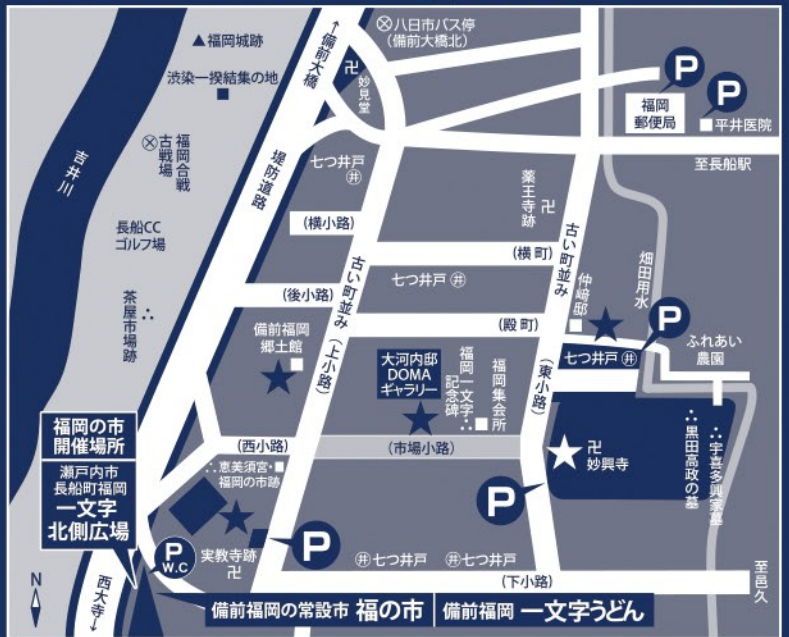 ▲福岡城跡
渋染一揆結集の地
↑備前大橋
卍
妙見堂
八日市バス停
(備前大橋北)
P
福岡
郵便局
P
平井医院
至長船駅
吉井川
福岡合戦
古戦場
堤防道路
七つ井戸
井
薬王寺跡
卍
長船CC
ゴルフ場
(横小路)
古い町並み
(上小路)
(横町)
古い町並み
(東小路)
仲﨑邸
畑田用水
七つ井戸 井
(後小路)
(殿町)
P
茶屋市場跡
備前福岡
郷土館
大河内邸
DOMA
ギャラリー
福岡一文字
記念碑
福岡集会所
七つ井戸 井
ふれあい
農園
福岡の市
開催場所
瀬戸内市
長船町福岡
一文字
北側広場
(西小路)
(市場小路)
卍
妙興寺
黒田高政の墓
宇喜多興家墓
恵美須宮・
福岡の市跡
P
P
W.C
実教寺跡
卍
P
井 七つ井戸
井 七つ井戸
(下小路)
至邑久
N
西大寺→
備前福岡の常設市 福の市
備前福岡 一文字うどん